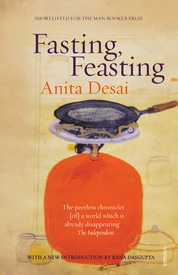 SHORTLISTED FOR THE MAN BOOKER PRIZE
Fasting,
Feasting
Anita Desai
'The peerless chronicler
. . . [of] a world which is
already disappearing'
The Independent
WITH A NEW INTRODUCTION BY RANA DASGUPTA